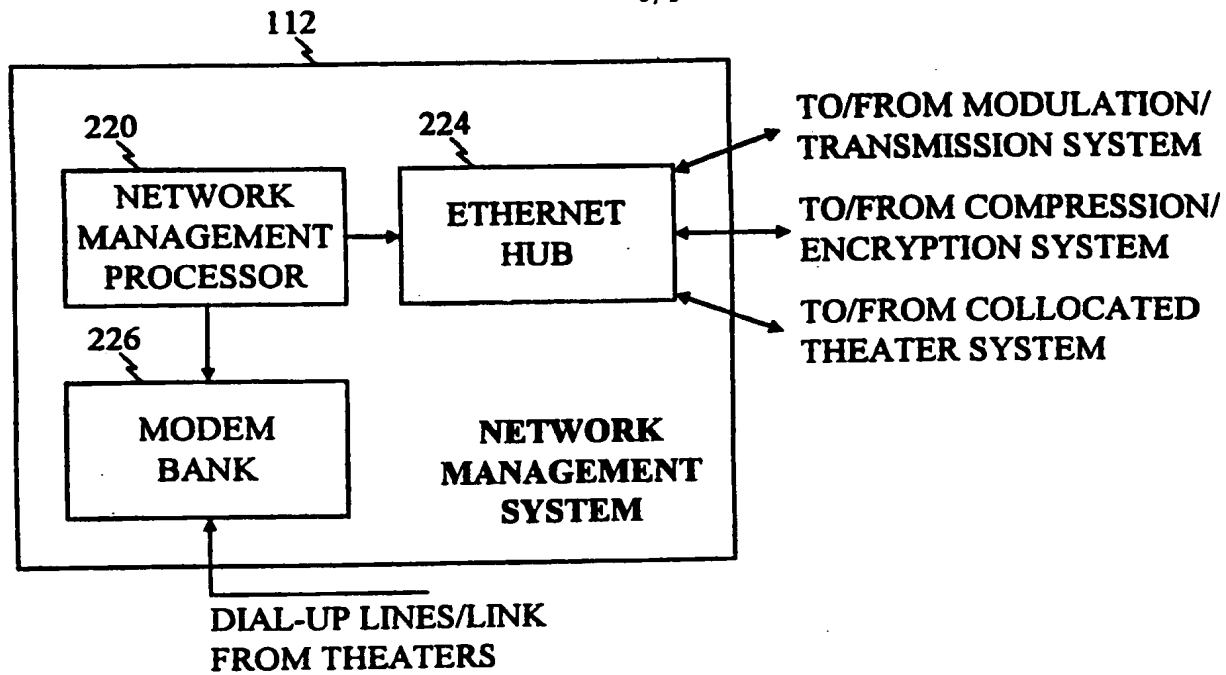 112
220
224
NETWORK
MANAGEMENT
PROCESSOR
ETHERNET
HUB
TO/FROM MODULATION/
TRANSMISSION SYSTEM
TO/FROM COMPRESSION/
ENCRYPTION SYSTEM
TO/FROM COLLOCATED
THEATER SYSTEM
226
MODEM
BANK
NETWORK
MANAGEMENT
SYSTEM
DIAL-UP LINES/LINK
FROM THEATERS